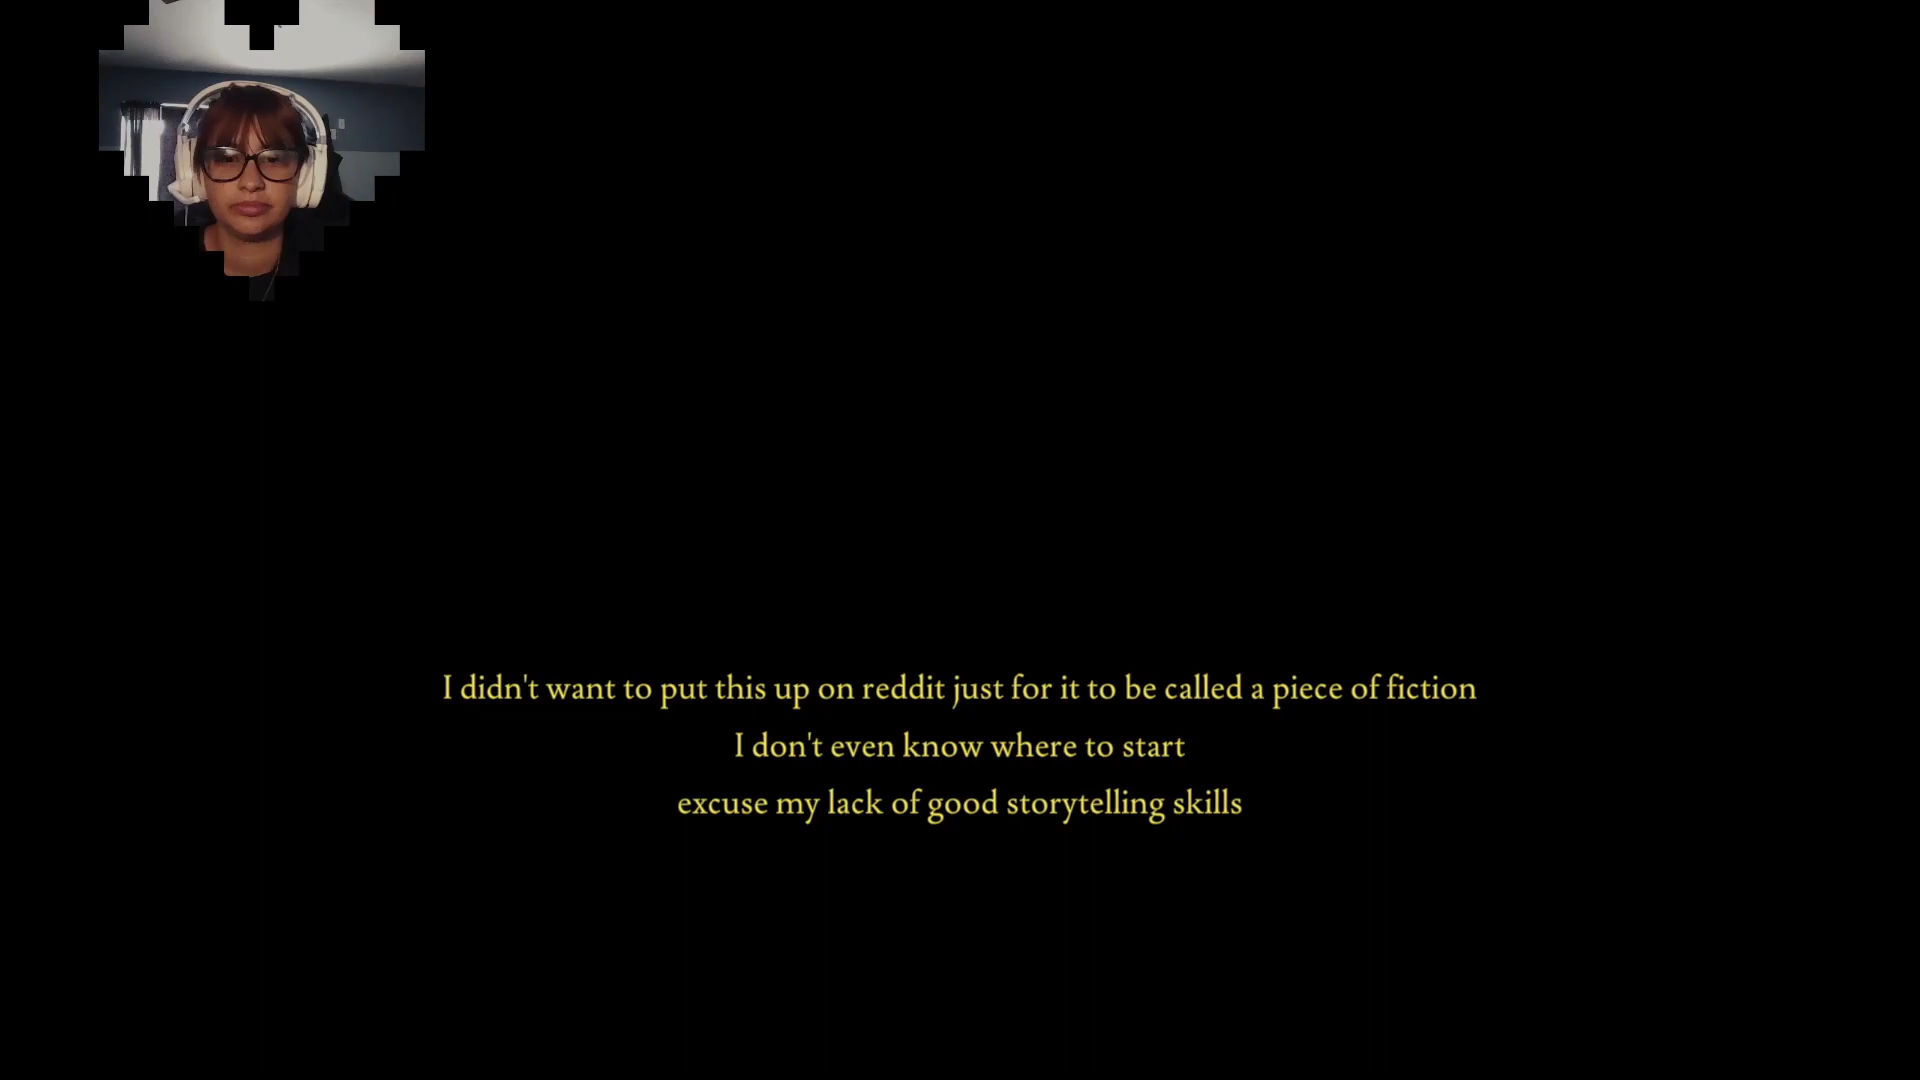 I didn't want to put this up on reddit just for it to be called a piece of fiction
I don't even know where to start
excuse my lack of good storytelling skills